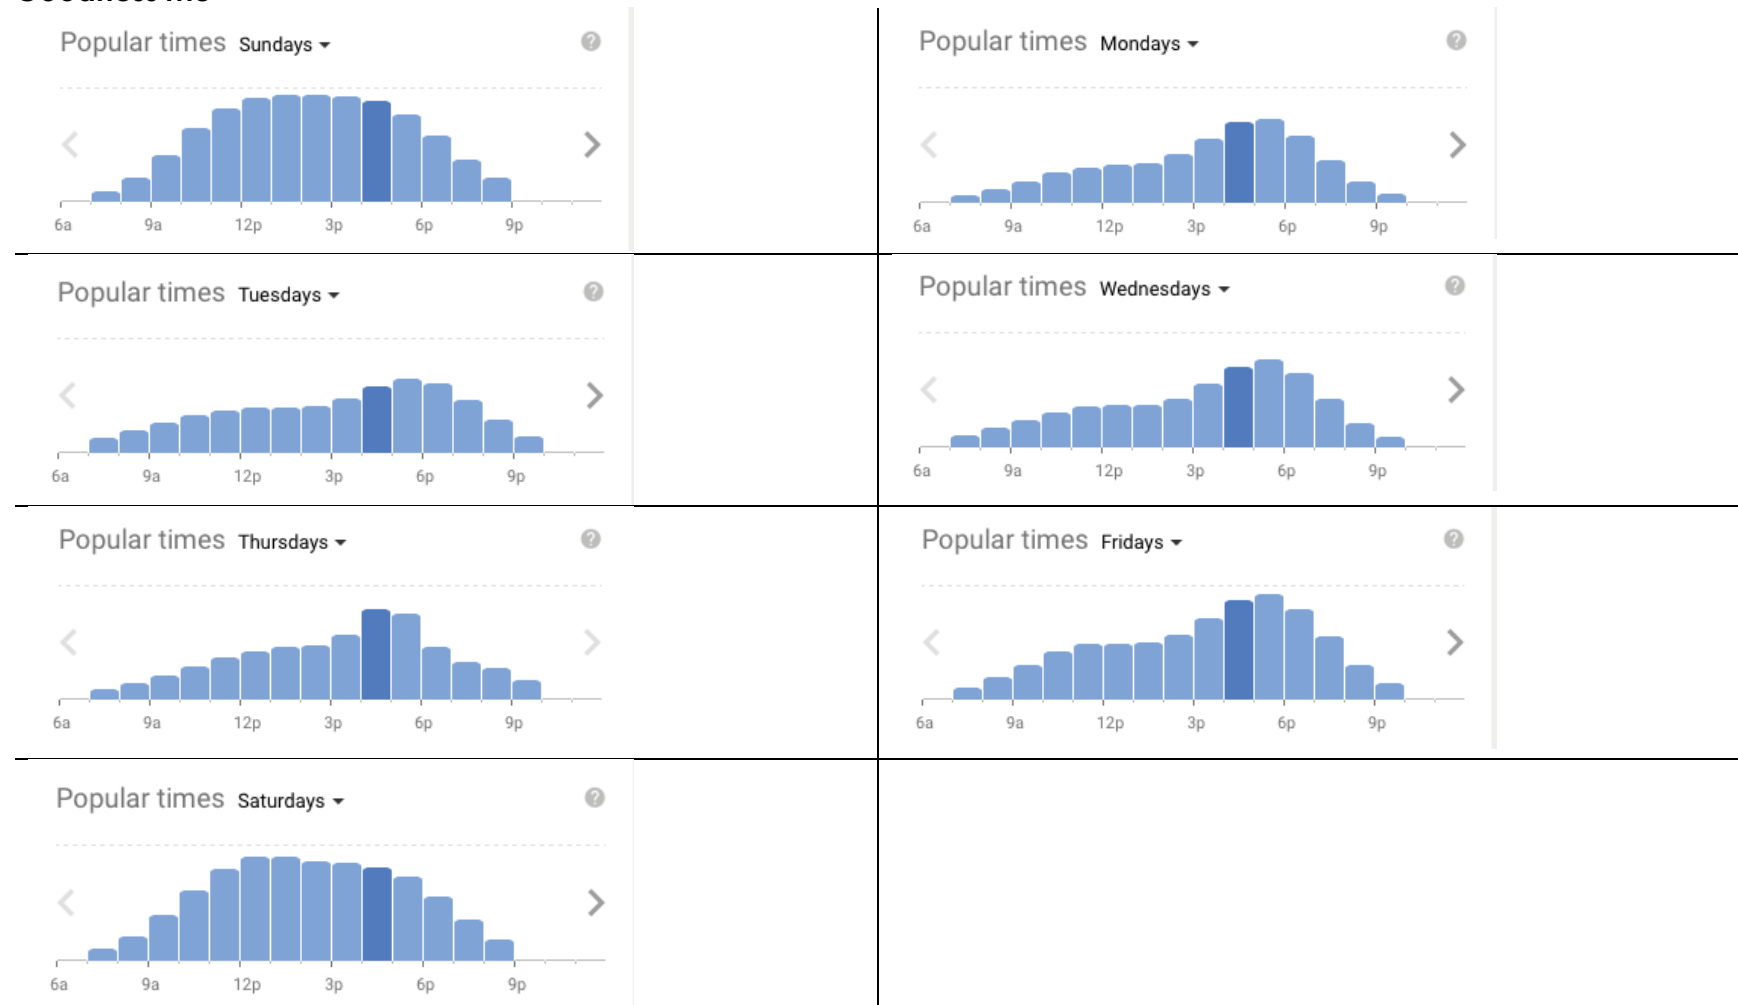 Popular times Sundays
6a 9a 12p 3p 6p 9p
Popular times Mondays
6a 9a 12p 3p 6p 9p
Popular times Tuesdays
6a 9a 12p 3p 6p 9p
Popular times Wednesdays
6a 9a 12p 3p 6p 9p
Popular times Thursdays
6a 9a 12p 3p 6p 9p
Popular times Fridays
6a 9a 12p 3p 6p 9p
Popular times Saturdays
6a 9a 12p 3p 6p 9p